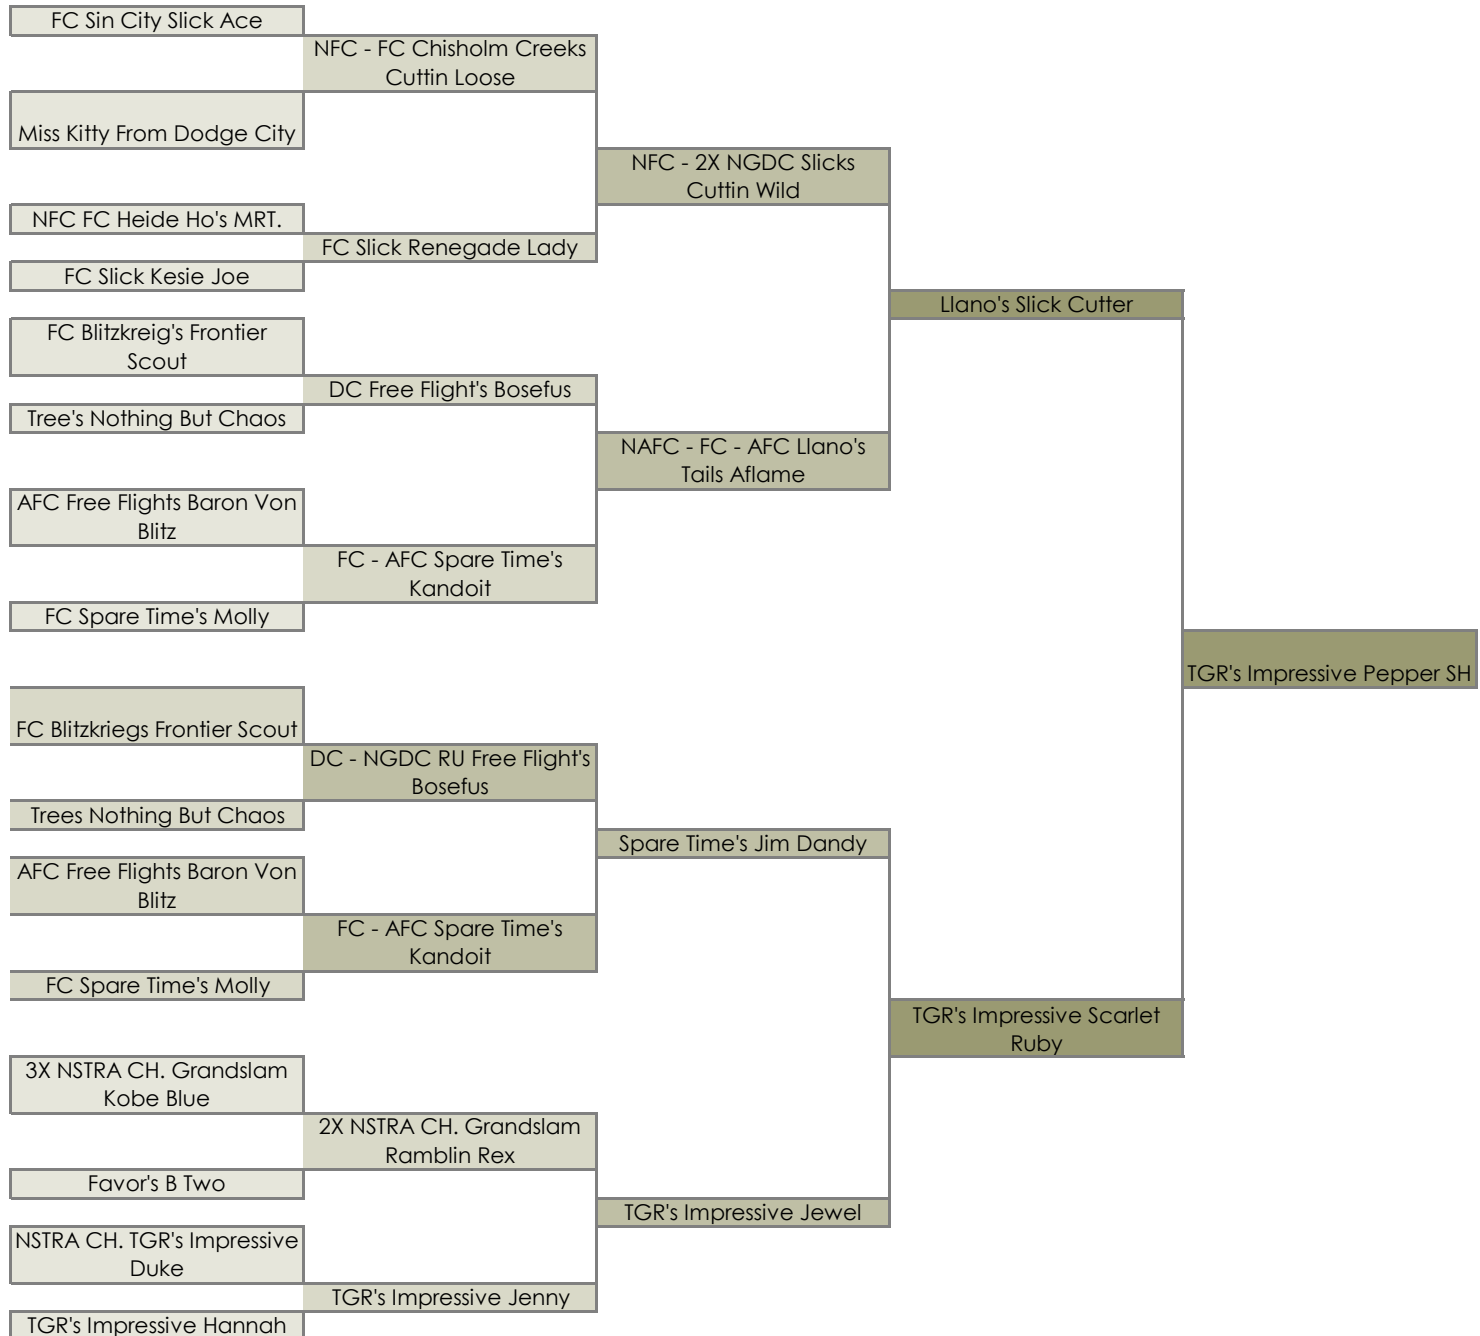 FC Sin City Slick Ace
NFC - FC Chisholm Creeks
Cuttin Loose
Miss Kitty From Dodge City
NFC - 2X NGDC Slicks
Cuttin Wild
NFC FC Heide Ho's MRT.
FC Slick Renegade Lady
FC Slick Kesie Joe
Llano's Slick Cutter
FC Blitzkreig's Frontier
Scout
DC Free Flight's Bosefus
Tree's Nothing But Chaos
NAFC - FC - AFC Llano's
Tails Aflame
AFC Free Flights Baron Von
Blitz
FC - AFC Spare Time's
Kandoit
FC Spare Time's Molly
TGR's Impressive Pepper SH
FC Blitzkriegs Frontier Scout
DC - NGDC RU Free Flight's
Bosefus
Trees Nothing But Chaos
Spare Time's Jim Dandy
AFC Free Flights Baron Von
Blitz
FC - AFC Spare Time's
Kandoit
FC Spare Time's Molly
TGR's Impressive Scarlet
Ruby
3X NSTRA CH. Grandslam
Kobe Blue
2X NSTRA CH. Grandslam
Ramblin Rex
Favor's B Two
TGR's Impressive Jewel
NSTRA CH. TGR's Impressive
Duke
TGR's Impressive Jenny
TGR's Impressive Hannah